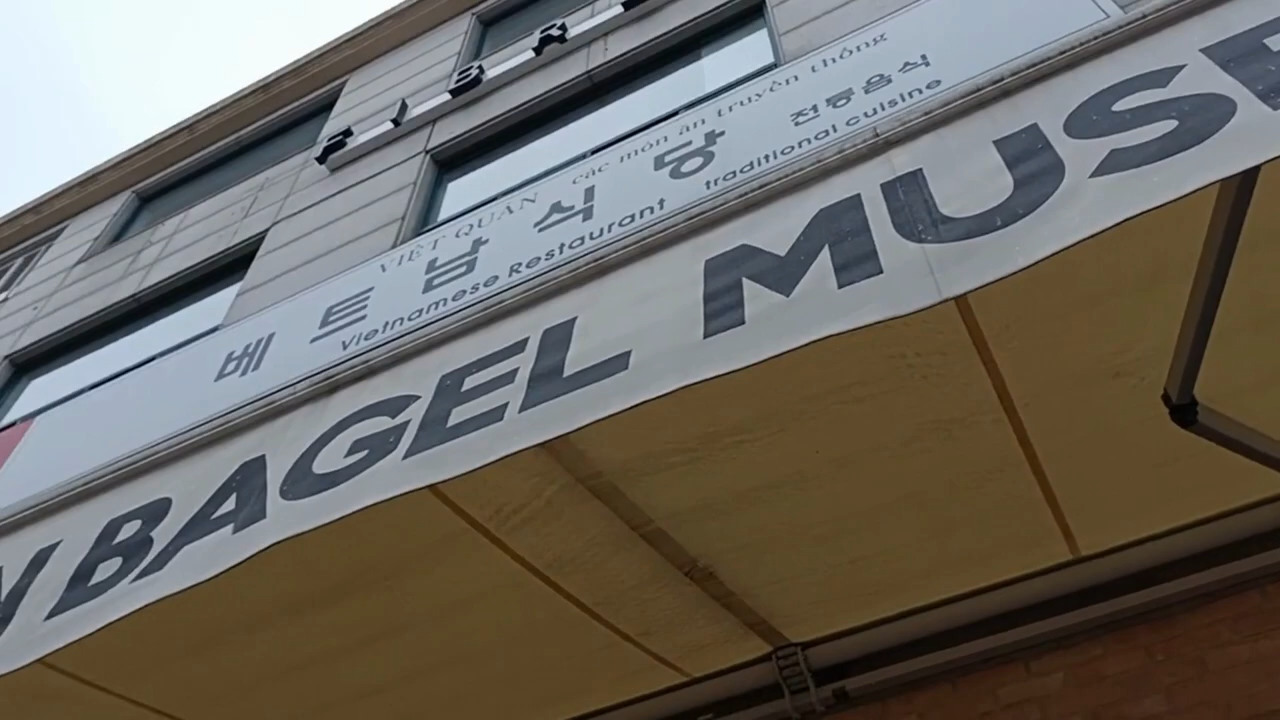 VIỆT QUÁN các món ăn truyền thống
베트남 식당 전통음식
Vietnamese Restaurant traditional cuisine
BAGEL MUSE